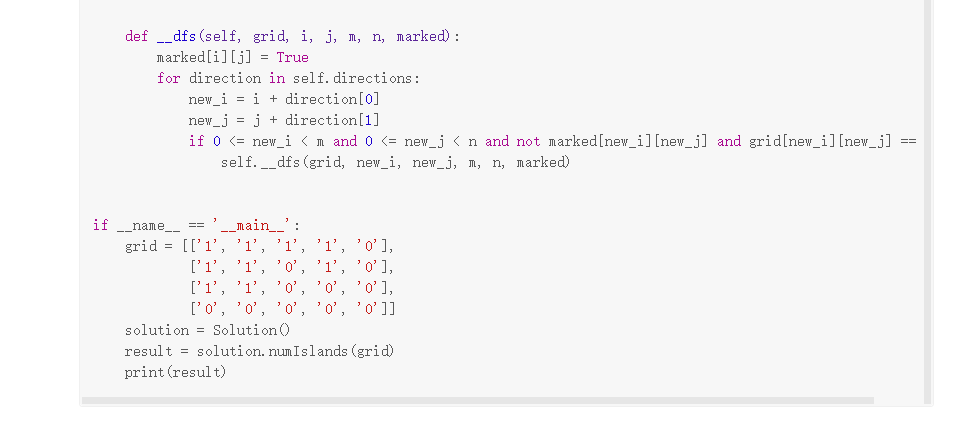 def __dfs(self, grid, i, j, m, n, marked):
marked[i][j] = True
for direction in self.directions:
new_i = i + direction[0]
new_j = j + direction[1]
if 0 <= new_i < m and 0 <= new_j < n and not marked[new_i][new_j] and grid[new_i][new_j] ==
self.__dfs(grid, new_i, new_j, m, n, marked)
if __name__ == '__main__':
grid = [['1', '1', '1', '1', '0'],
['1', '1', '0', '1', '0'],
['1', '1', '0', '0', '0'],
['0', '0', '0', '0', '0']]
solution = Solution()
result = solution.numIslands(grid)
print(result)